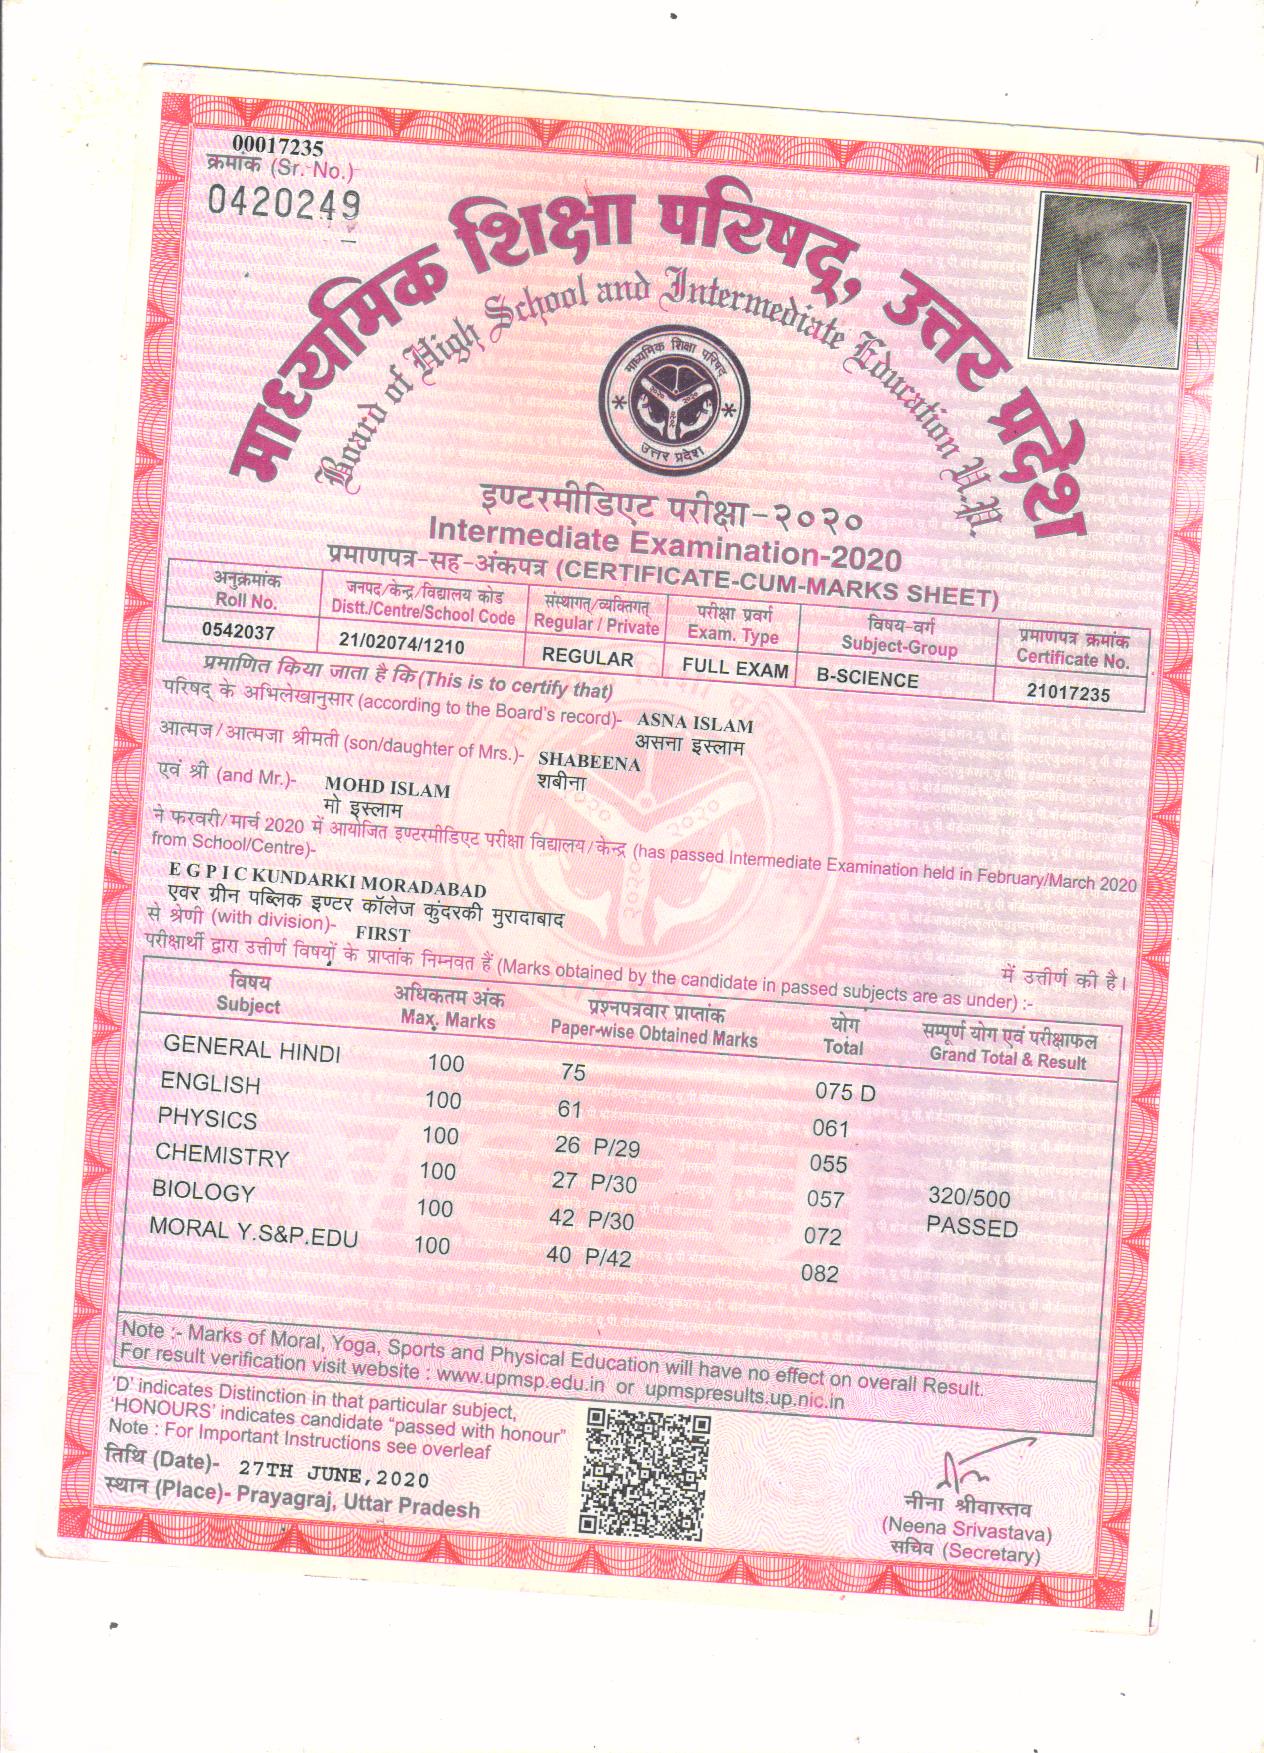 00017235
क्रमांक (Sr. No.)
0420249
माध्यमिक शिक्षा परिषद्, उत्तर प्रदेश
Board of High School and Intermediate Education U.P.
माध्यमिक शिक्षा परिषद्
२०२० २०२०
उत्तर प्रदेश
इण्टरमीडिएट परीक्षा-२०२०
Intermediate Examination-2020
प्रमाणपत्र-सह-अंकपत्र (CERTIFICATE-CUM-MARKS SHEET)
अनुक्रमांक जनपद/केन्द्र/विद्यालय कोड संस्थागत/व्यक्तिगत परीक्षा प्रवर्ग विषय-वर्ग प्रमाणपत्र क्रमांक
Roll No. Distt./Centre/School Code Regular / Private Exam. Type Subject-Group Certificate No.
0542037 21/02074/1210 REGULAR FULL EXAM B-SCIENCE 21017235
प्रमाणित किया जाता है कि (This is to certify that)
परिषद् के अभिलेखानुसार (according to the Board's record)- ASNA ISLAM
असना इस्लाम
आत्मज/आत्मजा श्रीमती (son/daughter of Mrs.)- SHABEENA
शबीना
एवं श्री (and Mr.)- MOHD ISLAM
मो इस्लाम
ने फरवरी/मार्च 2020 में आयोजित इण्टरमीडिएट परीक्षा विद्यालय/केन्द्र (has passed Intermediate Examination held in February/March 2020
from School/Centre)-
E G P I C KUNDARKI MORADABAD
एवर ग्रीन पब्लिक इण्टर कॉलेज कुंदरकी मुरादाबाद
से श्रेणी (with division)- FIRST में उत्तीर्ण की है।
परीक्षार्थी द्वारा उत्तीर्ण विषयों के प्राप्तांक निम्नवत हैं (Marks obtained by the candidate in passed subjects are as under) :-
विषय अधिकतम अंक प्रश्नपत्रवार प्राप्तांक योग सम्पूर्ण योग एवं परीक्षाफल
Subject Max. Marks Paper-wise Obtained Marks Total Grand Total & Result
GENERAL HINDI 100 75 075 D
ENGLISH 100 61 061
PHYSICS 100 26 P/29 055
CHEMISTRY 100 27 P/30 057 320/500
BIOLOGY 100 42 P/30 072 PASSED
MORAL Y.S&P.EDU 100 40 P/42 082
Note :- Marks of Moral, Yoga, Sports and Physical Education will have no effect on overall Result.
For result verification visit website : www.upmsp.edu.in or upmspresults.up.nic.in
'D' indicates Distinction in that particular subject,
'HONOURS' indicates candidate "passed with honour"
Note : For Important Instructions see overleaf
तिथि (Date)- 27TH JUNE,2020
स्थान (Place)- Prayagraj, Uttar Pradesh
नीना श्रीवास्तव
(Neena Srivastava)
सचिव (Secretary)